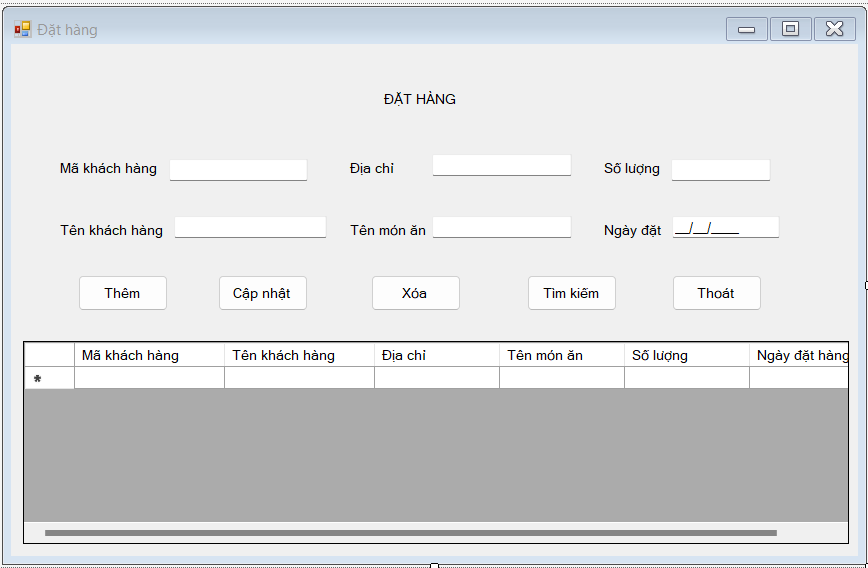 Đặt hàng
ĐẶT HÀNG
Mã khách hàng Địa chỉ Số lượng
Tên khách hàng Tên món ăn Ngày đặt __/__/____
Thêm Cập nhật Xóa Tìm kiếm Thoát
Mã khách hàng Tên khách hàng Địa chỉ Tên món ăn Số lượng Ngày đặt hàng
*